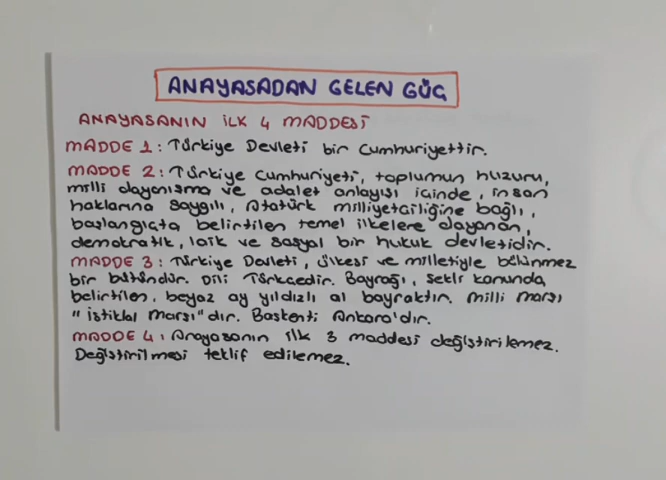 ANAYASADAN GELEN GÜÇ
ANAYASANIN İLK 4 MADDESİ
MADDE 1: Türkiye Devleti bir Cumhuriyettir.
MADDE 2: Türkiye Cumhuriyeti, toplumun huzuru,
milli dayanışma ve adalet anlayışı içinde, insan
haklarına saygılı, Atatürk milliyetçiliğine bağlı,
başlangıçta belirtilen temel ilkelere dayanan,
demokratik, laik ve sosyal bir hukuk devletidir.
MADDE 3: Türkiye Devleti, ülkesi ve milletiyle bölünmez
bir bütündür. Dili Türkçedir. Bayrağı, şekli kanunda
belirtilen, beyaz ay yıldızlı al bayraktır. Milli marşı
"İstiklal Marşı"dır. Başkenti Ankara'dır.
MADDE 4: Anayasanın ilk 3 maddesi değiştirilemez.
Değiştirilmesi teklif edilemez.